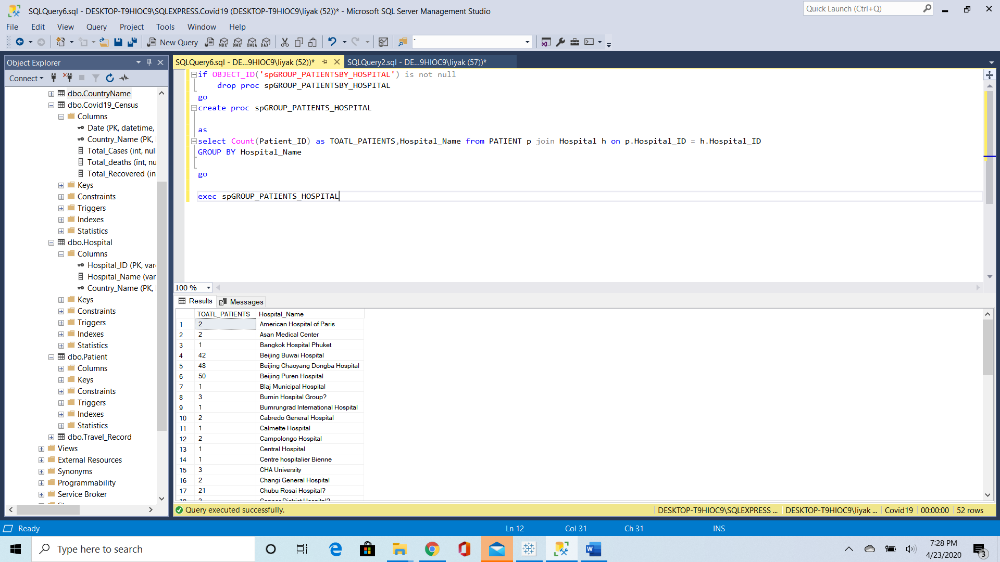 SQLQuery6.sql - DESKTOP-T9HIOC9\SQLEXPRESS.Covid19 (DESKTOP-T9HIOC9\liyak (52))* - Microsoft SQL Server Management Studio
Quick Launch (Ctrl+Q)
File Edit View Query Project Tools Window Help
New Query MDX DMX XMLA DAX `
Object Explorer
Connect
dbo.CountryName
dbo.Covid19_Census
Columns
Date (PK, datetime,
Country_Name (PK,
Total_Cases (int, null
Total_deaths (int, nu
Total_Recovered (in
Keys
Constraints
Triggers
Indexes
Statistics
dbo.Hospital
Columns
Hospital_ID (PK, var
Hospital_Name (var
Country_Name (PK,
Keys
Constraints
Triggers
Indexes
Statistics
dbo.Patient
Columns
Keys
Constraints
Triggers
Indexes
Statistics
dbo.Travel_Record
Views
External Resources
Synonyms
Programmability
Service Broker
SQLQuery6.sql - DE...9HIOC9\liyak (52))* SQLQuery2.sql - DE...9HIOC9\liyak (57))*
if OBJECT_ID('spGROUP_PATIENTSBY_HOSPITAL') is not null
drop proc spGROUP_PATIENTSBY_HOSPITAL
go
create proc spGROUP_PATIENTS_HOSPITAL
as
select Count(Patient_ID) as TOATL_PATIENTS,Hospital_Name from PATIENT p join Hospital h on p.Hospital_ID = h.Hospital_ID
GROUP BY Hospital_Name
go
exec spGROUP_PATIENTS_HOSPITAL
100 %
Results Messages
TOATL_PATIENTS Hospital_Name
1 2 American Hospital of Paris
2 2 Asan Medical Center
3 1 Bangkok Hospital Phuket
4 42 Beijing Buwai Hospital
5 48 Beijing Chaoyang Dongba Hospital
6 50 Beijing Puren Hospital
7 1 Blaj Municipal Hospital
8 3 Bumin Hospital Group?
9 1 Bumrungrad International Hospital
10 2 Cabredo General Hospital
11 1 Calmette Hospital
12 2 Campolongo Hospital
13 1 Central Hospital
14 1 Centre hospitalier Bienne
15 3 CHA University
16 2 Changi General Hospital
17 21 Chubu Rosai Hospital?
Query executed successfully.
DESKTOP-T9HIOC9\SQLEXPRESS ... DESKTOP-T9HIOC9\liyak ... Covid19 00:00:00 52 rows
Ready Ln 12 Col 31 Ch 31 INS
Type here to search
7:28 PM
4/23/2020
3